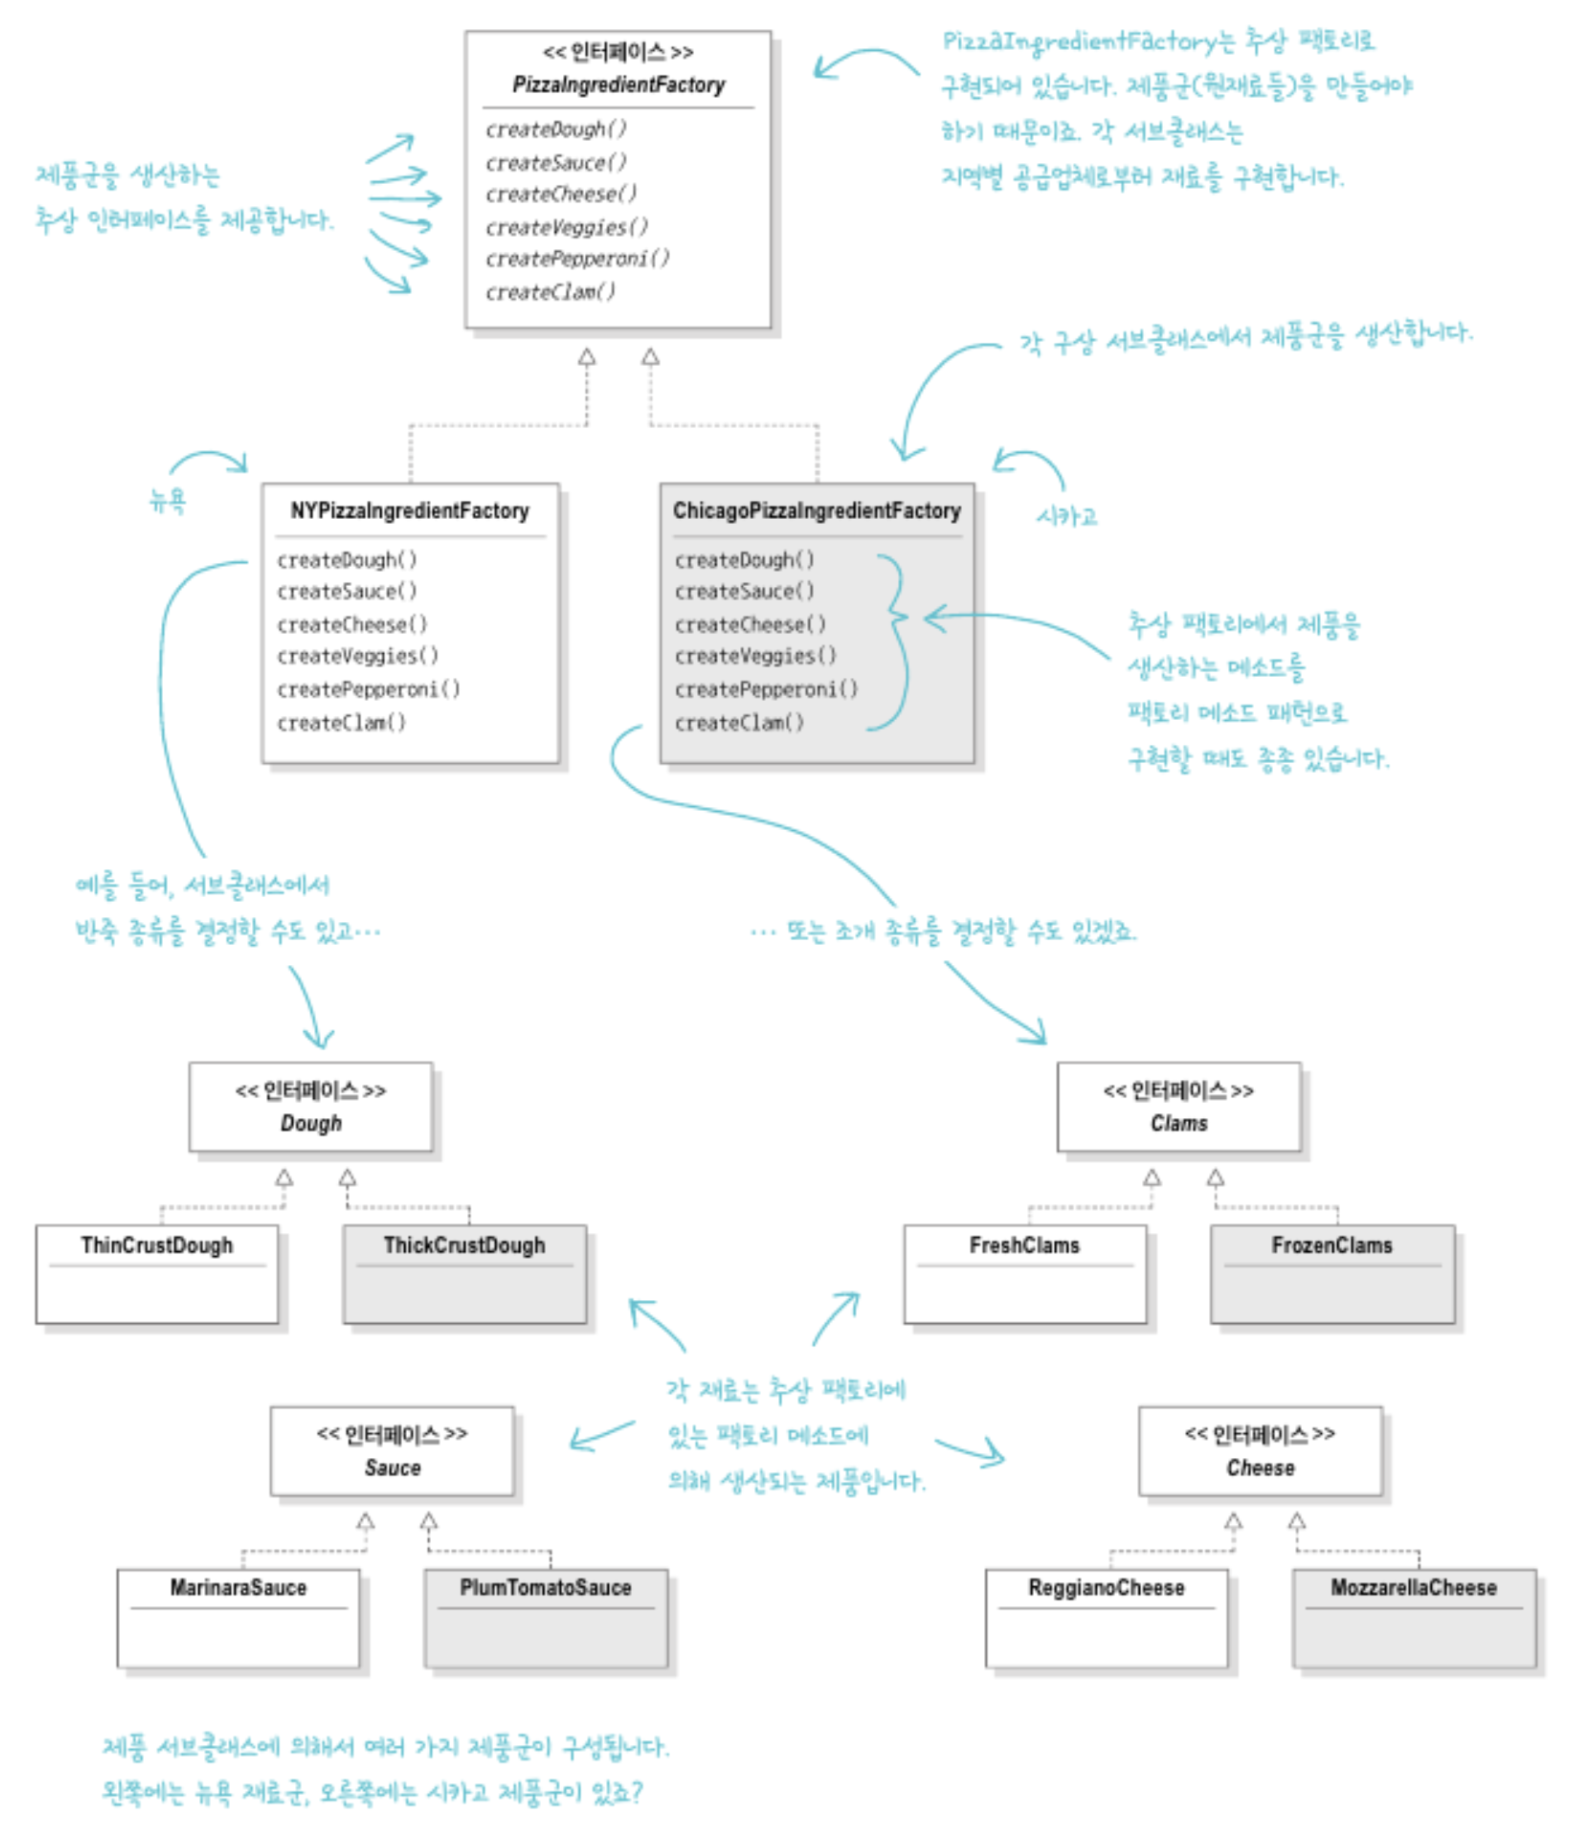 << 인터페이스 >>
PizzaIngredientFactory
createDough()
createSauce()
createCheese()
createVeggies()
createPepperoni()
createClam()
PizzaIngredientFactory는 추상 팩토리로
구현되어 있습니다. 제품군(원재료들)을 만들어야
하기 때문이죠. 각 서브클래스는
지역별 공급업체로부터 재료를 구현합니다.
제품군을 생산하는
추상 인터페이스를 제공합니다.
각 구상 서브클래스에서 제품군을 생산합니다.
뉴욕
NYPizzaIngredientFactory
createDough()
createSauce()
createCheese()
createVeggies()
createPepperoni()
createClam()
ChicagoPizzaIngredientFactory
createDough()
createSauce()
createCheese()
createVeggies()
createPepperoni()
createClam()
시카고
추상 팩토리에서 제품을
생산하는 메소드를
팩토리 메소드 패턴으로
구현할 때도 종종 있습니다.
예를 들어, 서브클래스에서
반죽 종류를 결정할 수도 있고…
… 또는 조개 종류를 결정할 수도 있겠죠.
<< 인터페이스 >>
Dough
ThinCrustDough
ThickCrustDough
<< 인터페이스 >>
Clams
FreshClams
FrozenClams
각 재료는 추상 팩토리에
있는 팩토리 메소드에
의해 생산되는 제품입니다.
<< 인터페이스 >>
Sauce
MarinaraSauce
PlumTomatoSauce
<< 인터페이스 >>
Cheese
ReggianoCheese
MozzarellaCheese
제품 서브클래스에 의해서 여러 가지 제품군이 구성됩니다.
왼쪽에는 뉴욕 재료군, 오른쪽에는 시카고 제품군이 있죠?